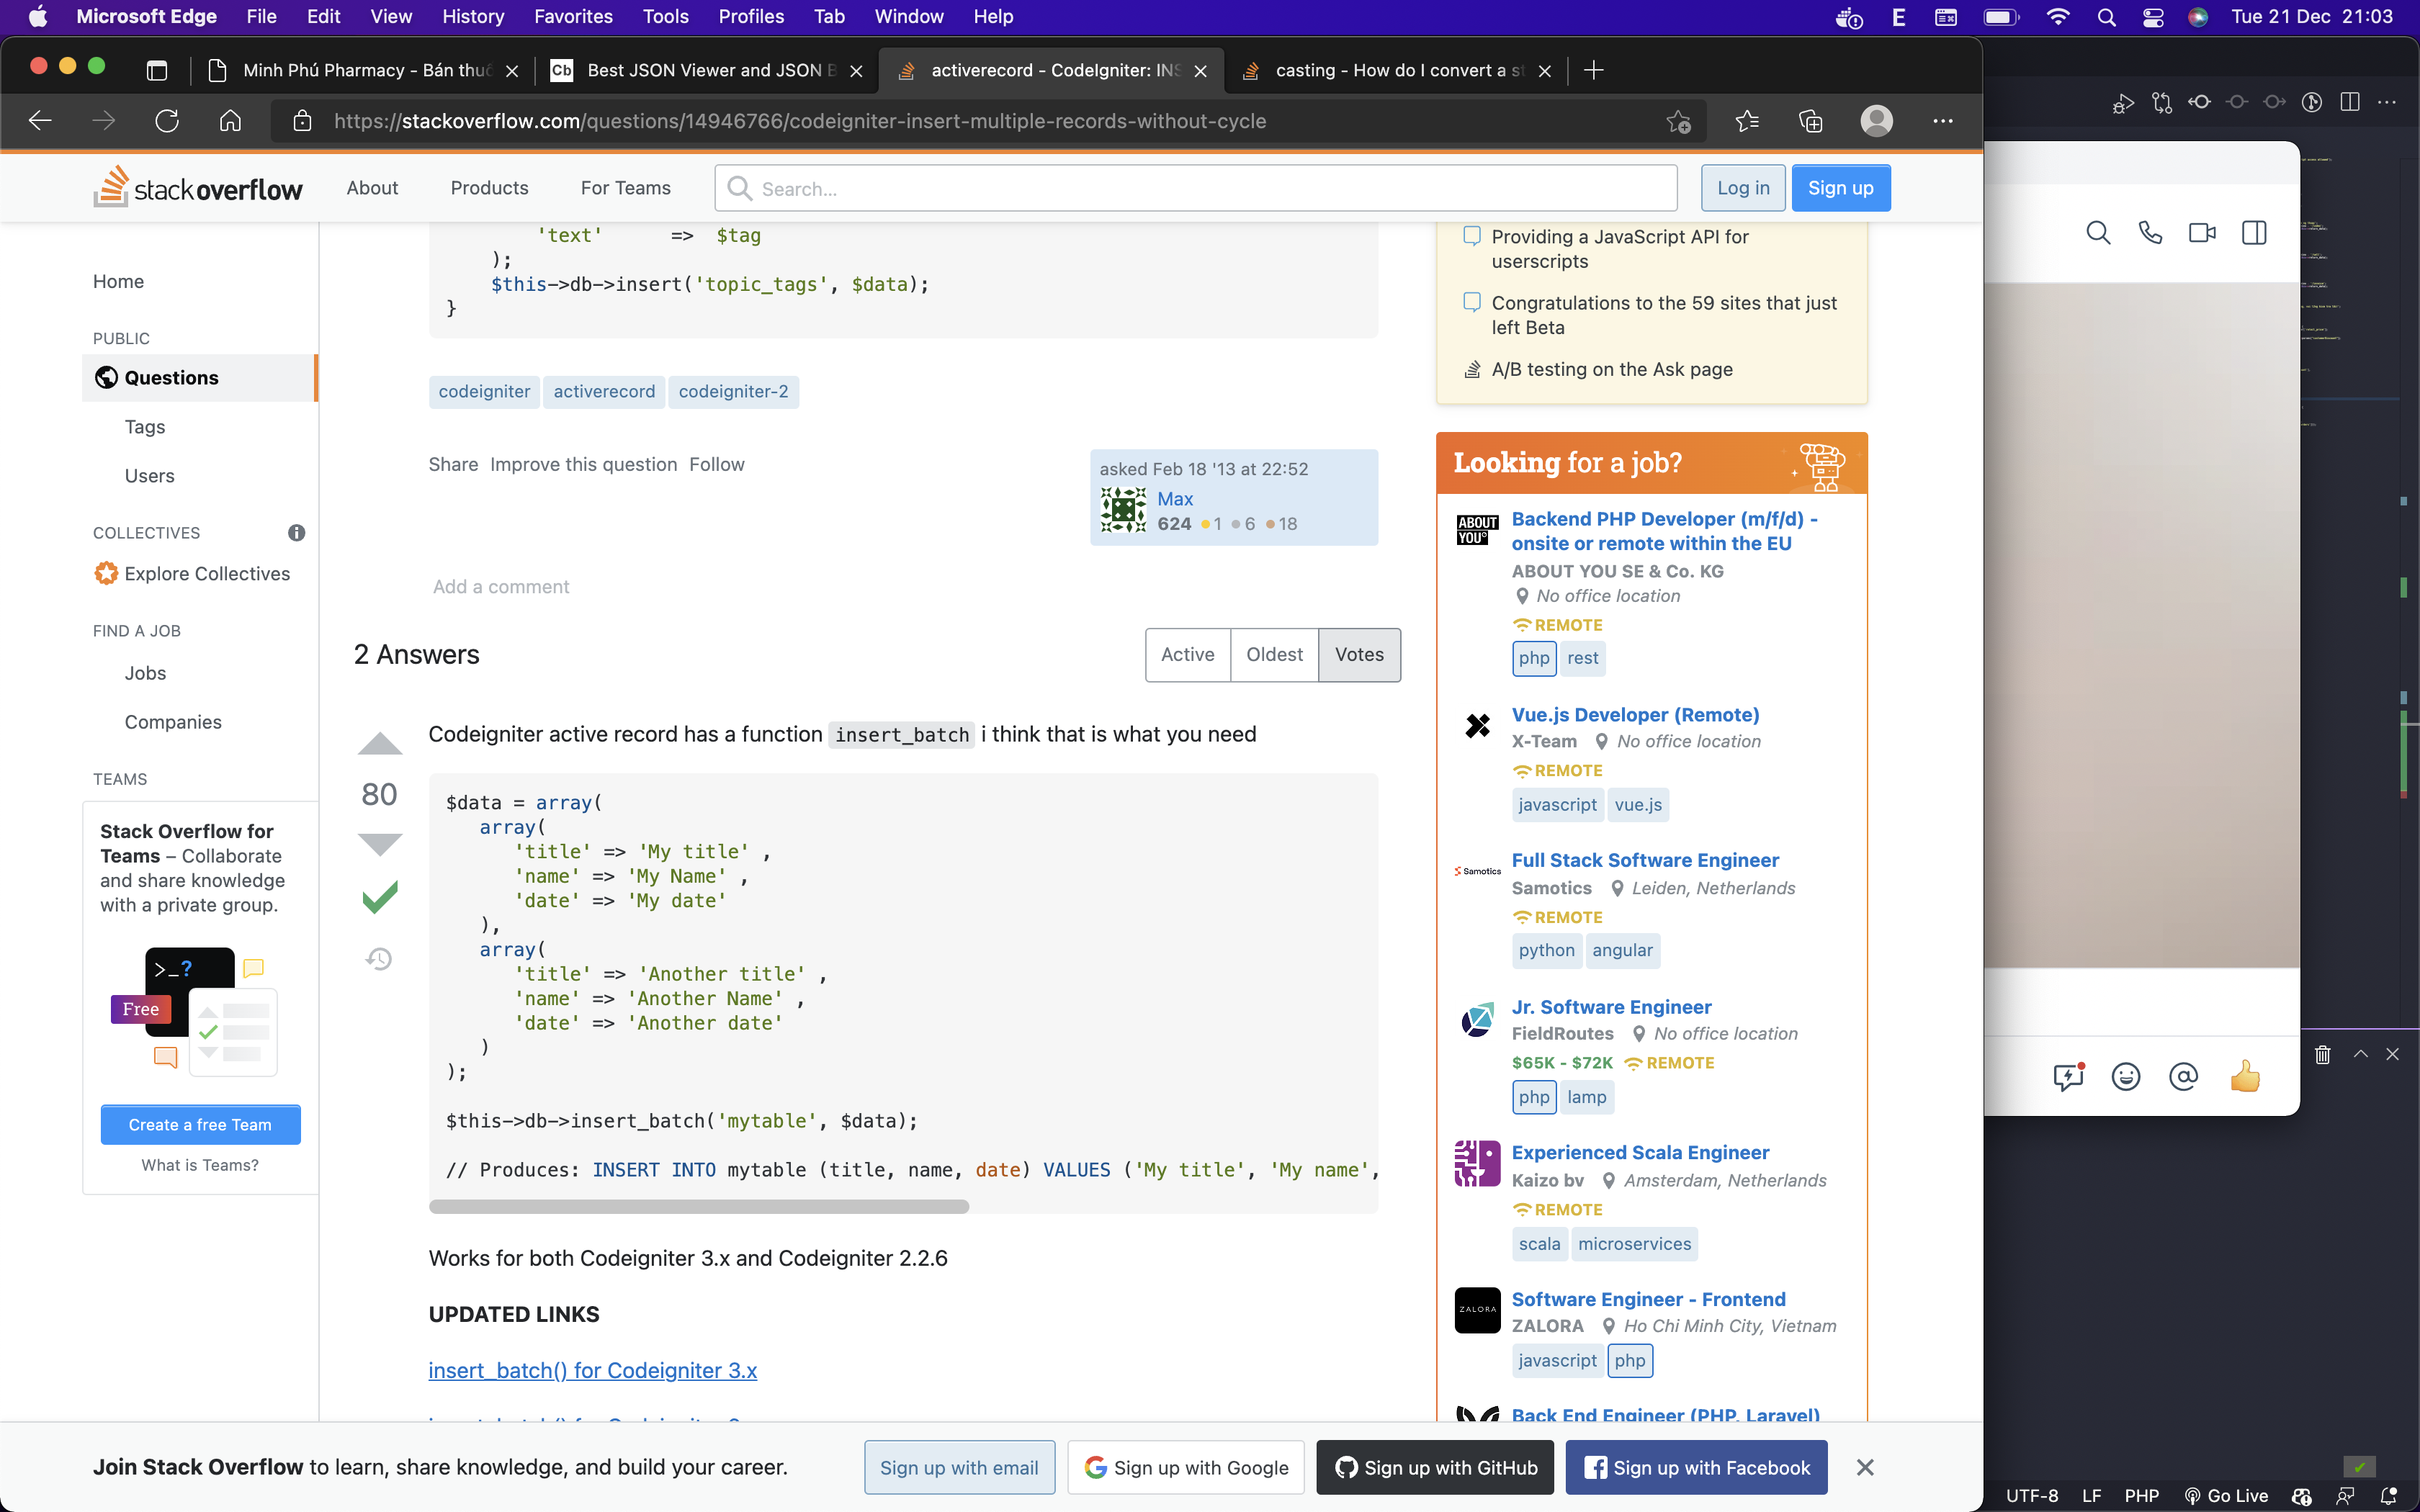 Microsoft Edge File Edit View History Favorites Tools Profiles Tab Window Help E Tue 21 Dec 21:03
Minh Phú Pharmacy - Bán thuố Cb Best JSON Viewer and JSON B activerecord - CodeIgniter: INS casting - How do I convert a st
https://stackoverflow.com/questions/14946766/codeigniter-insert-multiple-records-without-cycle
stackoverflow About Products For Teams Search... Log in Sign up
Home
PUBLIC
Questions
Tags
Users
COLLECTIVES
Explore Collectives
FIND A JOB
Jobs
Companies
TEAMS
Stack Overflow for
Teams – Collaborate
and share knowledge
with a private group.
>_?
Free
Create a free Team
What is Teams?
'text' => $tag
);
$this->db->insert('topic_tags', $data);
}
codeigniter activerecord codeigniter-2
Share Improve this question Follow
asked Feb 18 '13 at 22:52
Max
624 1 6 18
Add a comment
2 Answers
Active Oldest Votes
80
Codeigniter active record has a function insert_batch i think that is what you need
$data = array(
array(
'title' => 'My title' ,
'name' => 'My Name' ,
'date' => 'My date'
),
array(
'title' => 'Another title' ,
'name' => 'Another Name' ,
'date' => 'Another date'
)
);
$this->db->insert_batch('mytable', $data);
// Produces: INSERT INTO mytable (title, name, date) VALUES ('My title', 'My name',
Works for both Codeigniter 3.x and Codeigniter 2.2.6
UPDATED LINKS
insert_batch() for Codeigniter 3.x
Providing a JavaScript API for
userscripts
Congratulations to the 59 sites that just
left Beta
A/B testing on the Ask page
Looking for a job?
ABOUT
YOU°
Backend PHP Developer (m/f/d) -
onsite or remote within the EU
ABOUT YOU SE & Co. KG
No office location
REMOTE
php rest
Vue.js Developer (Remote)
X-Team No office location
REMOTE
javascript vue.js
Samotics
Full Stack Software Engineer
Samotics Leiden, Netherlands
REMOTE
python angular
Jr. Software Engineer
FieldRoutes No office location
$65K - $72K REMOTE
php lamp
Experienced Scala Engineer
Kaizo bv Amsterdam, Netherlands
REMOTE
scala microservices
ZALORA
Software Engineer - Frontend
ZALORA Ho Chi Minh City, Vietnam
javascript php
Back End Engineer (PHP, Laravel)
Join Stack Overflow to learn, share knowledge, and build your career.
Sign up with email Sign up with Google Sign up with GitHub Sign up with Facebook
UTF-8 LF PHP Go Live